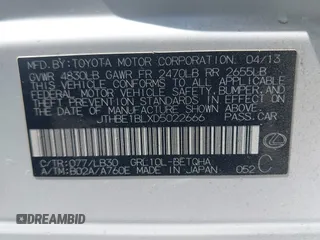 MFD.BY:TOYOTA MOTOR CORPORATION 04/13
GVWR 4830LB GAWR FR 2470LB RR 2655LB
THIS VEHICLE CONFORMS TO ALL APPLICABLE
FEDERAL MOTOR VEHICLE SAFETY, BUMPER, AND
THEFT PREVENTION STANDARDS IN EFFECT ON
THE DATE OF MANUFACTURE SHOWN ABOVE.
JTHBE1BLXD5022666 PASS.CAR
C/TR:077/LB30 GRL10L-BETQHA C
A/TM:B02A/A760E MADE IN JAPAN 052
DREAMBID